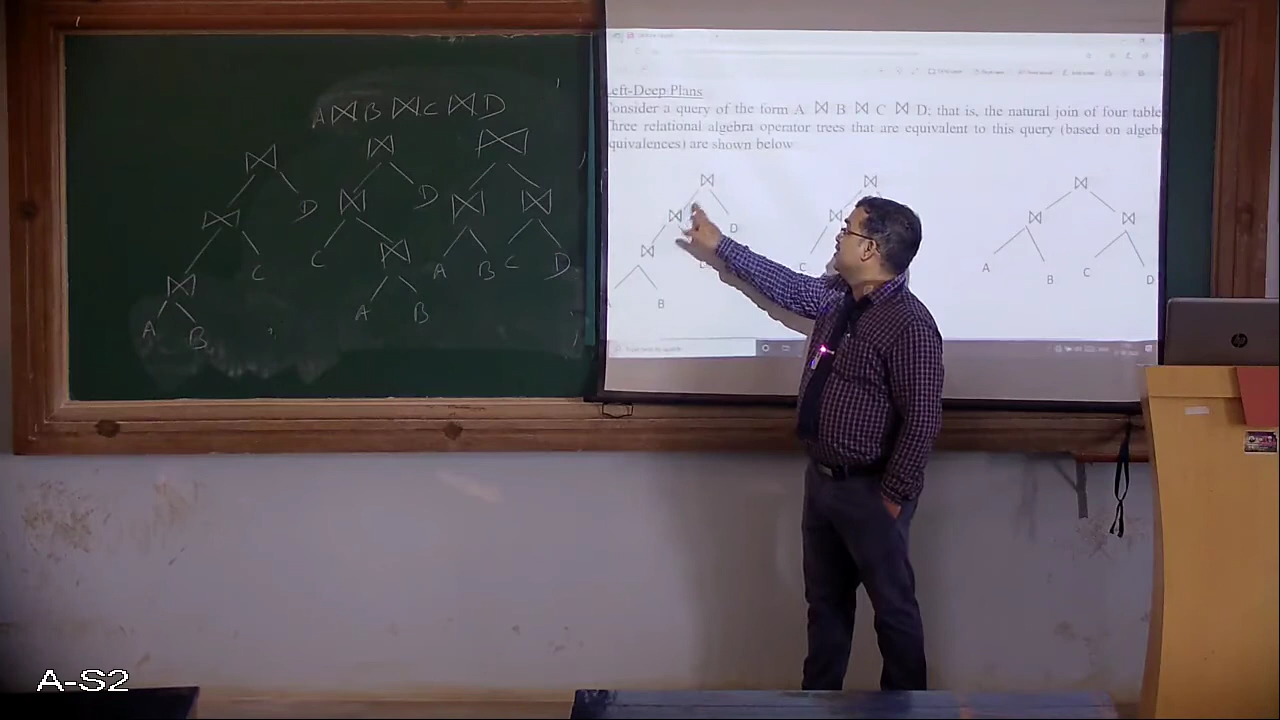 A ⋈ B ⋈ C ⋈ D
⋈ ⋈ ⋈
⋈ D ⋈ D ⋈ ⋈
⋈ C C ⋈ A B C D
A B A B
Left-Deep Plans
Consider a query of the form A ⋈ B ⋈ C ⋈ D; that is, the natural join of four table
Three relational algebra operator trees that are equivalent to this query (based on algeb
equivalences) are shown below
⋈ ⋈ ⋈
⋈ D ⋈ ⋈ ⋈
⋈ C C A B C D
B
A-S2